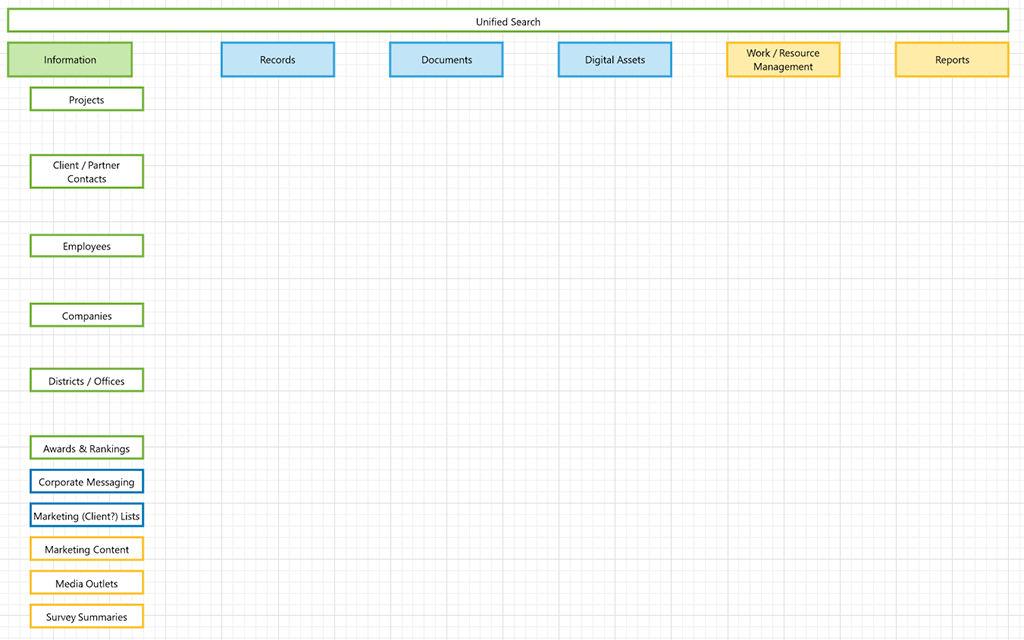 Unified Search
Information
Records
Documents
Digital Assets
Work / Resource
Management
Reports
Projects
Client / Partner
Contacts
Employees
Companies
Districts / Offices
Awards & Rankings
Corporate Messaging
Marketing (Client?) Lists
Marketing Content
Media Outlets
Survey Summaries